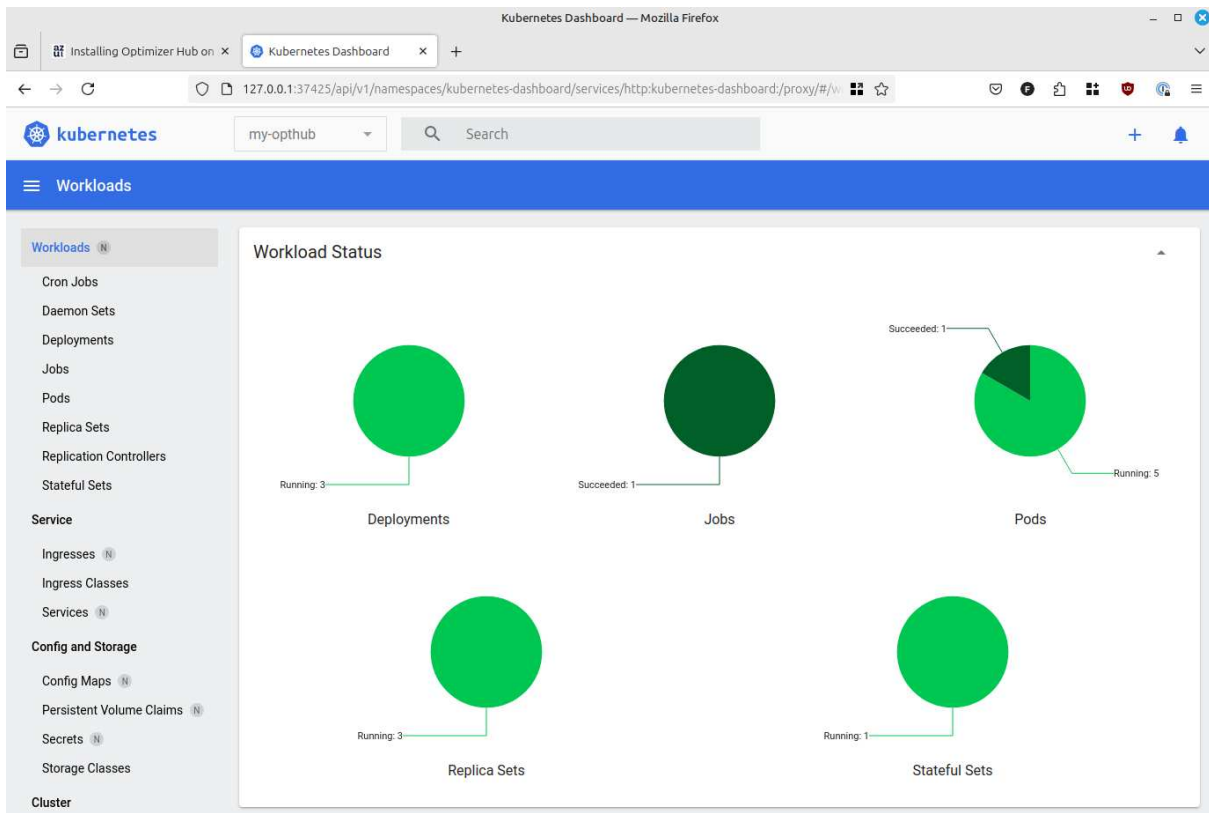 Kubernetes Dashboard — Mozilla Firefox
Installing Optimizer Hub on
Kubernetes Dashboard
127.0.0.1:37425/api/v1/namespaces/kubernetes-dashboard/services/http:kubernetes-dashboard:/proxy/#/w
kubernetes
my-opthub
Search
Workloads
Workloads N
Cron Jobs
Daemon Sets
Deployments
Jobs
Pods
Replica Sets
Replication Controllers
Stateful Sets
Service
Ingresses N
Ingress Classes
Services N
Config and Storage
Config Maps N
Persistent Volume Claims N
Secrets N
Storage Classes
Cluster
Workload Status
Running: 3
Deployments
Succeeded: 1
Jobs
Succeeded: 1
Running: 5
Pods
Running: 3
Replica Sets
Running: 1
Stateful Sets